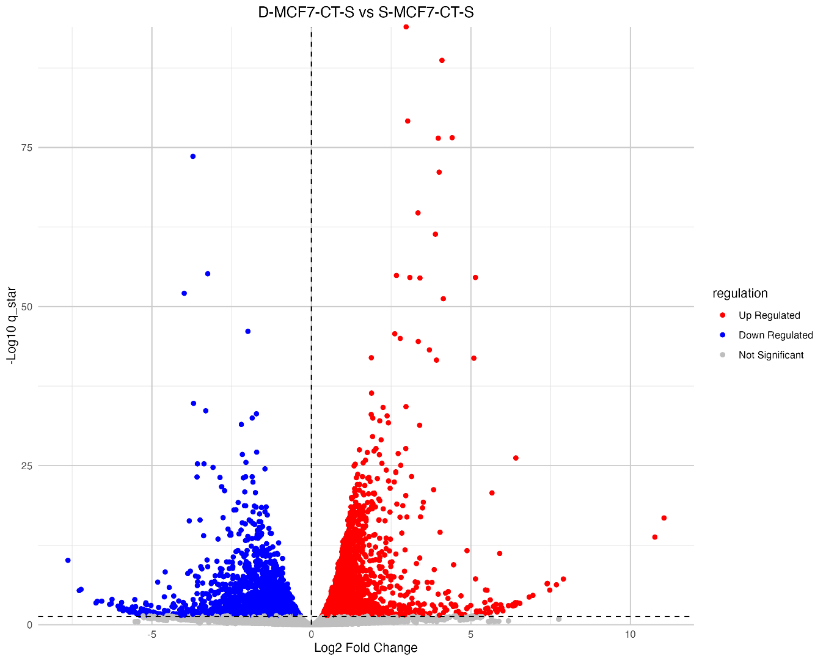 D-MCF7-CT-S vs S-MCF7-CT-S
-Log10 q_star
75
50
25
0
-5
0
5
10
Log2 Fold Change
regulation
Up Regulated
Down Regulated
Not Significant